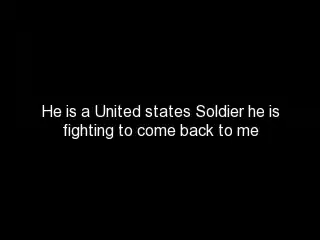 He is a United states Soldier he is
fighting to come back to me